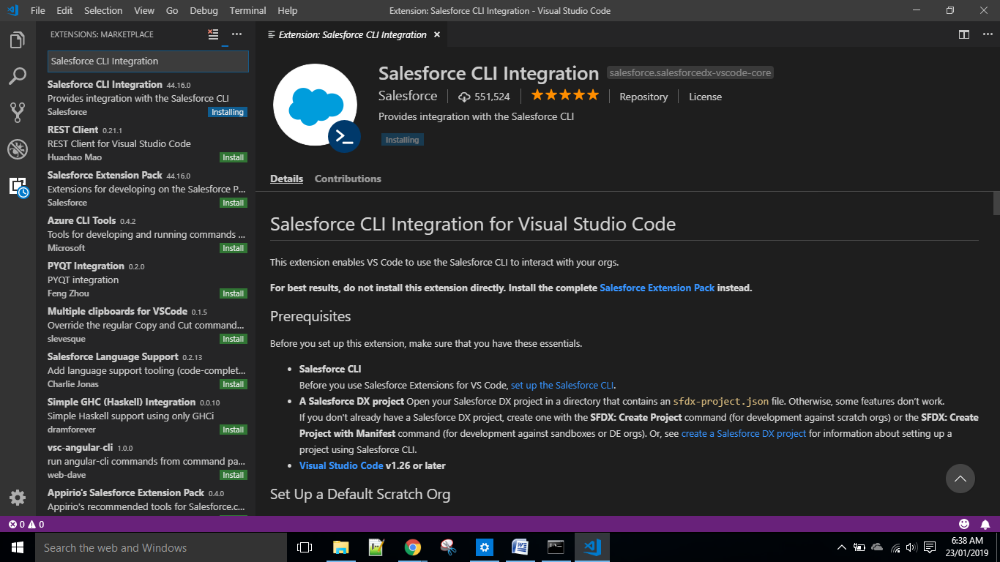 File Edit Selection View Go Debug Terminal Help
Extension: Salesforce CLI Integration - Visual Studio Code
EXTENSIONS: MARKETPLACE
Salesforce CLI Integration
Salesforce CLI Integration 44.16.0
Provides integration with the Salesforce CLI
Salesforce Installing
REST Client 0.21.1
REST Client for Visual Studio Code
Huachao Mao Install
Salesforce Extension Pack 44.16.0
Extensions for developing on the Salesforce P...
Salesforce Install
Azure CLI Tools 0.4.2
Tools for developing and running commands ...
Microsoft Install
PYQT Integration 0.2.0
PYQT integration
Feng Zhou Install
Multiple clipboards for VSCode 0.1.5
Override the regular Copy and Cut command...
slevesque Install
Salesforce Language Support 0.2.13
Add language support tooling (code-complet...
Charlie Jonas Install
Simple GHC (Haskell) Integration 0.0.10
Simple Haskell support using only GHCi
dramforever Install
vsc-angular-cli 1.0.0
run angular-cli commands from command pa...
web-dave Install
Appirio's Salesforce Extension Pack 0.4.0
Appirio's recommended tools for Salesforce.c...
Extension: Salesforce CLI Integration
Salesforce CLI Integration salesforce.salesforcedx-vscode-core
Salesforce 551,524 Repository License
Provides integration with the Salesforce CLI
Installing
Details Contributions
Salesforce CLI Integration for Visual Studio Code
This extension enables VS Code to use the Salesforce CLI to interact with your orgs.
For best results, do not install this extension directly. Install the complete Salesforce Extension Pack instead.
Prerequisites
Before you set up this extension, make sure that you have these essentials.
• Salesforce CLI
Before you use Salesforce Extensions for VS Code, set up the Salesforce CLI.
• A Salesforce DX project Open your Salesforce DX project in a directory that contains an sfdx-project.json file. Otherwise, some features don't work.
If you don't already have a Salesforce DX project, create one with the SFDX: Create Project command (for development against scratch orgs) or the SFDX: Create
Project with Manifest command (for development against sandboxes or DE orgs). Or, see create a Salesforce DX project for information about setting up a
project using Salesforce CLI.
• Visual Studio Code v1.26 or later
Set Up a Default Scratch Org
0 0
Search the web and Windows
6:38 AM
23/01/2019